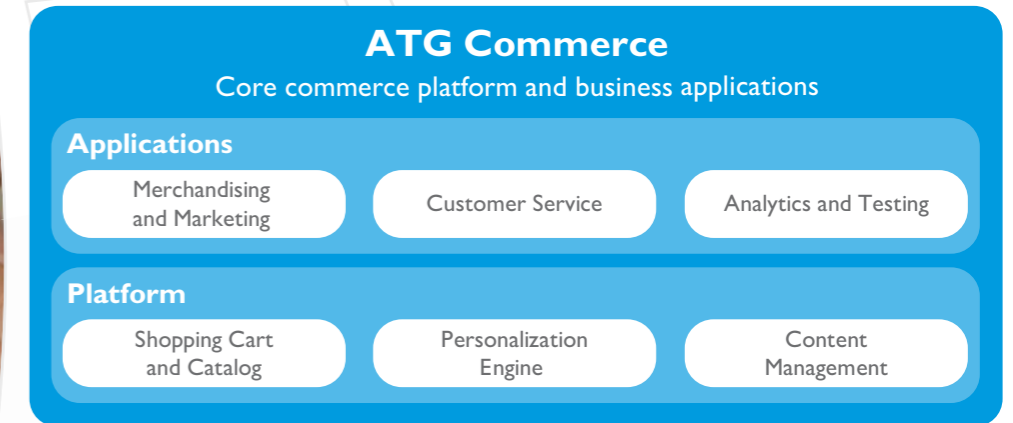 ATG Commerce
Core commerce platform and business applications
Applications
Merchandising
and Marketing
Customer Service
Analytics and Testing
Platform
Shopping Cart
and Catalog
Personalization
Engine
Content
Management